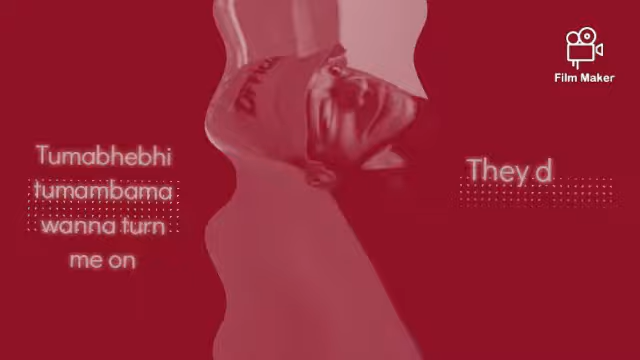 Film Maker
Tumabhebhi
tumambama
wanna turn
me on
They d